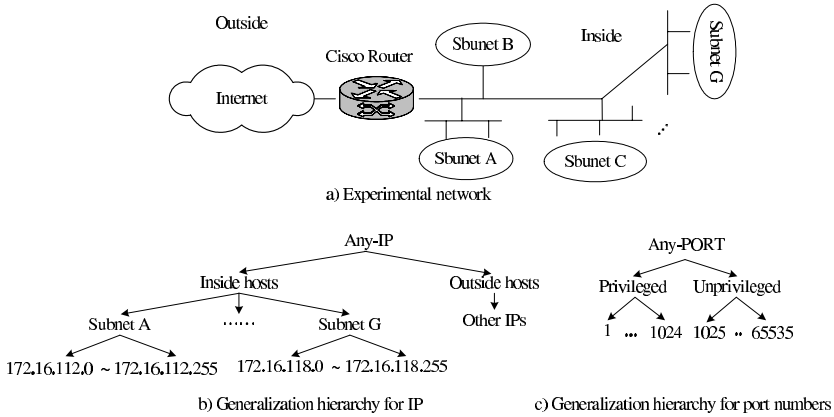 Outside
Inside
Sbunet B
Subnet G
Cisco Router
Internet
Sbunet A
Sbunet C
a) Experimental network
Any-IP
Inside hosts
Outside hosts
Subnet A
......
Subnet G
Other IPs
172.16.112.0 ~ 172.16.112.255
172.16.118.0 ~ 172.16.118.255
b) Generalization hierarchy for IP
Any-PORT
Privileged
Unprivileged
1 ... 1024
1025 .. 65535
c) Generalization hierarchy for port numbers